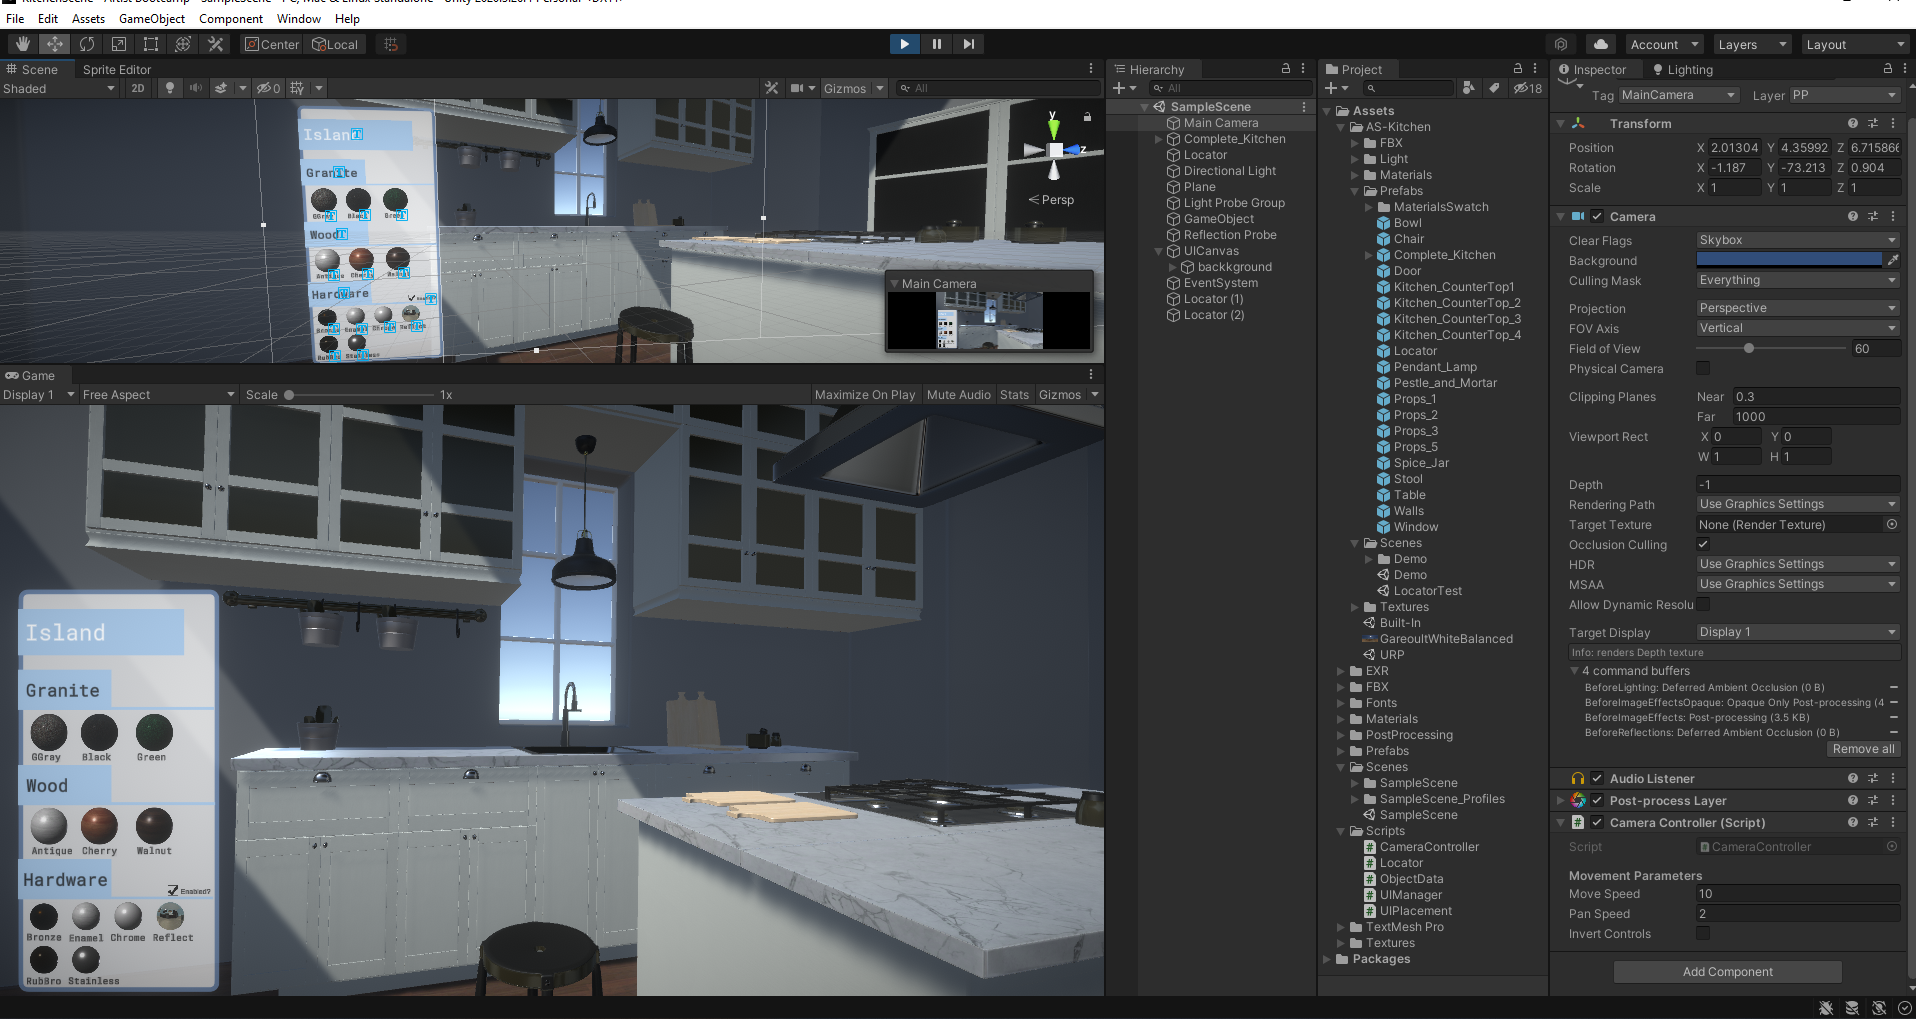 File Edit Assets GameObject Component Window Help
Center Local
Account Layers Layout
Scene Sprite Editor
Shaded 2D 0 Gizmos All
Island
Granite
Wood
Hardware
y
z
Persp
Main Camera
Game
Display 1 Free Aspect Scale 1x Maximize On Play Mute Audio Stats Gizmos
Island
Granite
GGray Black Green
Wood
Antique Cherry Walnut
Hardware Enabled?
Bronze Enamel Chrome Reflect
RubBro Stainless
Hierarchy
All
SampleScene
Main Camera
Complete_Kitchen
Locator
Directional Light
Plane
Light Probe Group
GameObject
Reflection Probe
UICanvas
backkground
EventSystem
Locator (1)
Locator (2)
Project
18
Assets
AS-Kitchen
FBX
Light
Materials
Prefabs
MaterialsSwatch
Bowl
Chair
Complete_Kitchen
Door
Kitchen_CounterTop1
Kitchen_CounterTop_2
Kitchen_CounterTop_3
Kitchen_CounterTop_4
Locator
Pendant_Lamp
Pestle_and_Mortar
Props_1
Props_2
Props_3
Props_5
Spice_Jar
Stool
Table
Walls
Window
Scenes
Demo
Demo
LocatorTest
Textures
Built-In
GareoultWhiteBalanced
URP
EXR
FBX
Fonts
Materials
PostProcessing
Prefabs
Scenes
SampleScene
SampleScene_Profiles
SampleScene
Scripts
CameraController
Locator
ObjectData
UIManager
UIPlacement
TextMesh Pro
Textures
Packages
Inspector Lighting
Tag MainCamera Layer PP
Transform
Position X 2.01304 Y 4.35992 Z 6.715866
Rotation X -1.187 Y -73.213 Z 0.904
Scale X 1 Y 1 Z 1
Camera
Clear Flags Skybox
Background
Culling Mask Everything
Projection Perspective
FOV Axis Vertical
Field of View 60
Physical Camera
Clipping Planes Near 0.3
Far 1000
Viewport Rect X 0 Y 0
W 1 H 1
Depth -1
Rendering Path Use Graphics Settings
Target Texture None (Render Texture)
Occlusion Culling
HDR Use Graphics Settings
MSAA Use Graphics Settings
Allow Dynamic Resolu
Target Display Display 1
Info: renders Depth texture
4 command buffers
BeforeLighting: Deferred Ambient Occlusion (0 B)
BeforeImageEffectsOpaque: Opaque Only Post-processing (4
BeforeImageEffects: Post-processing (3.5 KB)
BeforeReflections: Deferred Ambient Occlusion (0 B)
Remove all
Audio Listener
Post-process Layer
Camera Controller (Script)
Script CameraController
Movement Parameters
Move Speed 10
Pan Speed 2
Invert Controls
Add Component